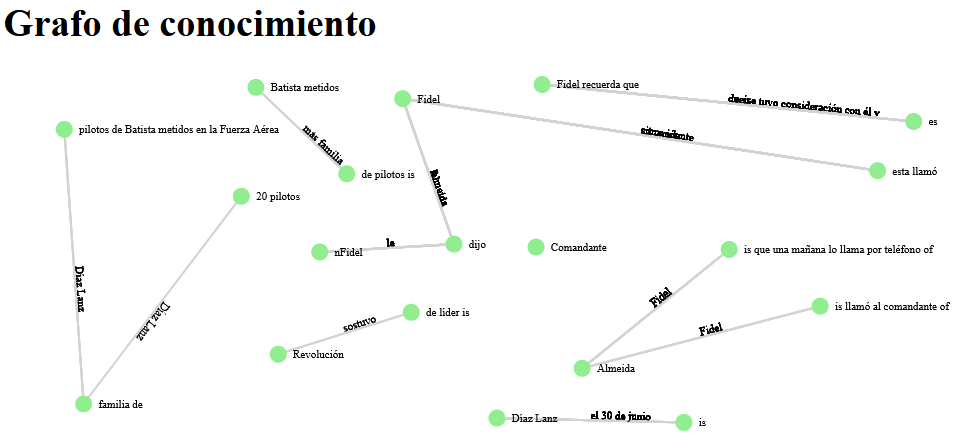 Grafo de conocimiento
Batista metidos
Fidel
Fidel recuerda que
es
pilotos de Batista metidos en la Fuerza Aérea
más familia
de pilotos is
esta llamó
20 pilotos
nFidel
le
dijo
Comandante
is que una mañana lo llama por teléfono of
Díaz Lanz
Díaz Lanz
Fidel
sostuvo
de líder is
is llamó al comandante of
Fidel
Revolución
Almeida
familia de
Díaz Lanz
el 30 de junio
is